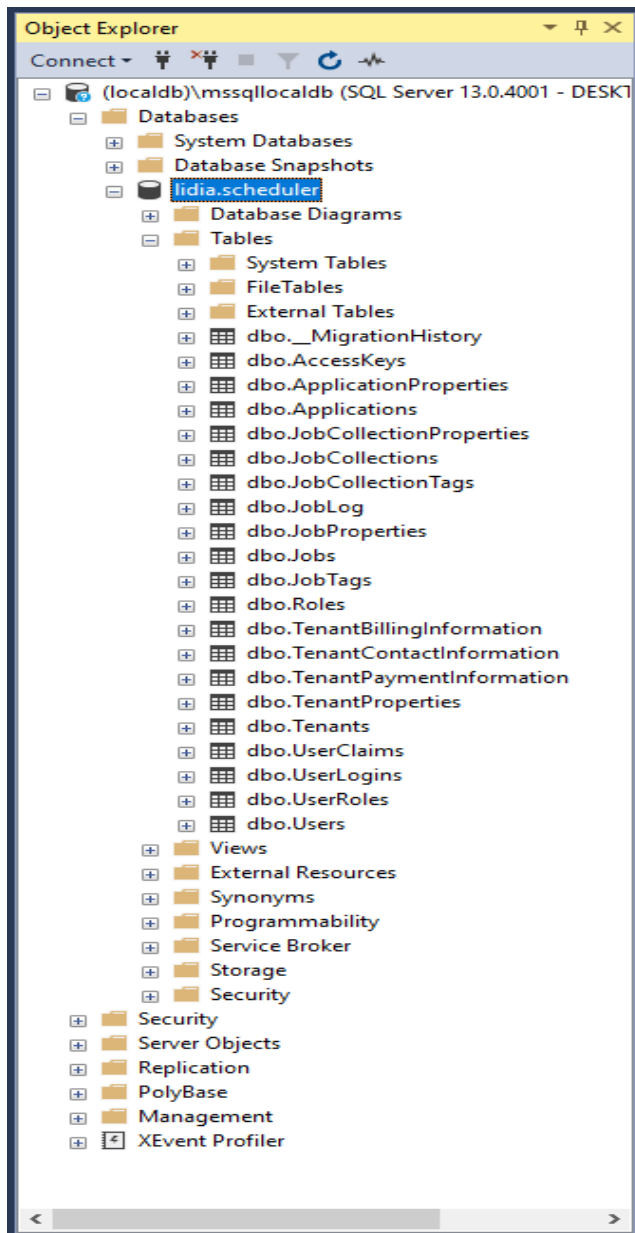 Object Explorer
Connect
(localdb)\mssqllocaldb (SQL Server 13.0.4001 - DESKT
Databases
System Databases
Database Snapshots
lidia.scheduler
Database Diagrams
Tables
System Tables
FileTables
External Tables
dbo.__MigrationHistory
dbo.AccessKeys
dbo.ApplicationProperties
dbo.Applications
dbo.JobCollectionProperties
dbo.JobCollections
dbo.JobCollectionTags
dbo.JobLog
dbo.JobProperties
dbo.Jobs
dbo.JobTags
dbo.Roles
dbo.TenantBillingInformation
dbo.TenantContactInformation
dbo.TenantPaymentInformation
dbo.TenantProperties
dbo.Tenants
dbo.UserClaims
dbo.UserLogins
dbo.UserRoles
dbo.Users
Views
External Resources
Synonyms
Programmability
Service Broker
Storage
Security
Security
Server Objects
Replication
PolyBase
Management
XEvent Profiler